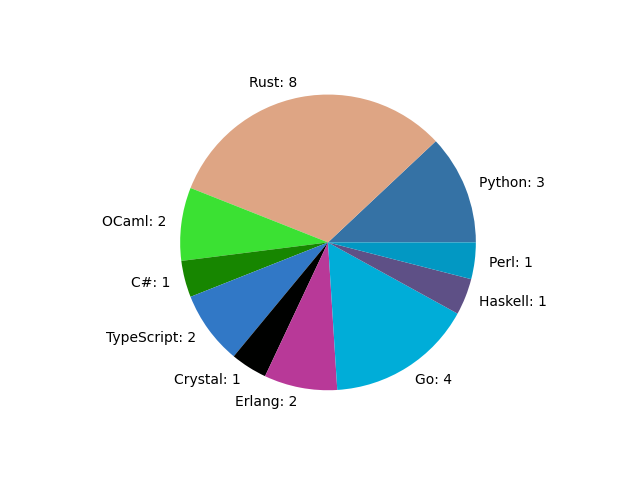 Rust: 8
Python: 3
OCaml: 2
Perl: 1
C#: 1
Haskell: 1
TypeScript: 2
Crystal: 1
Go: 4
Erlang: 2